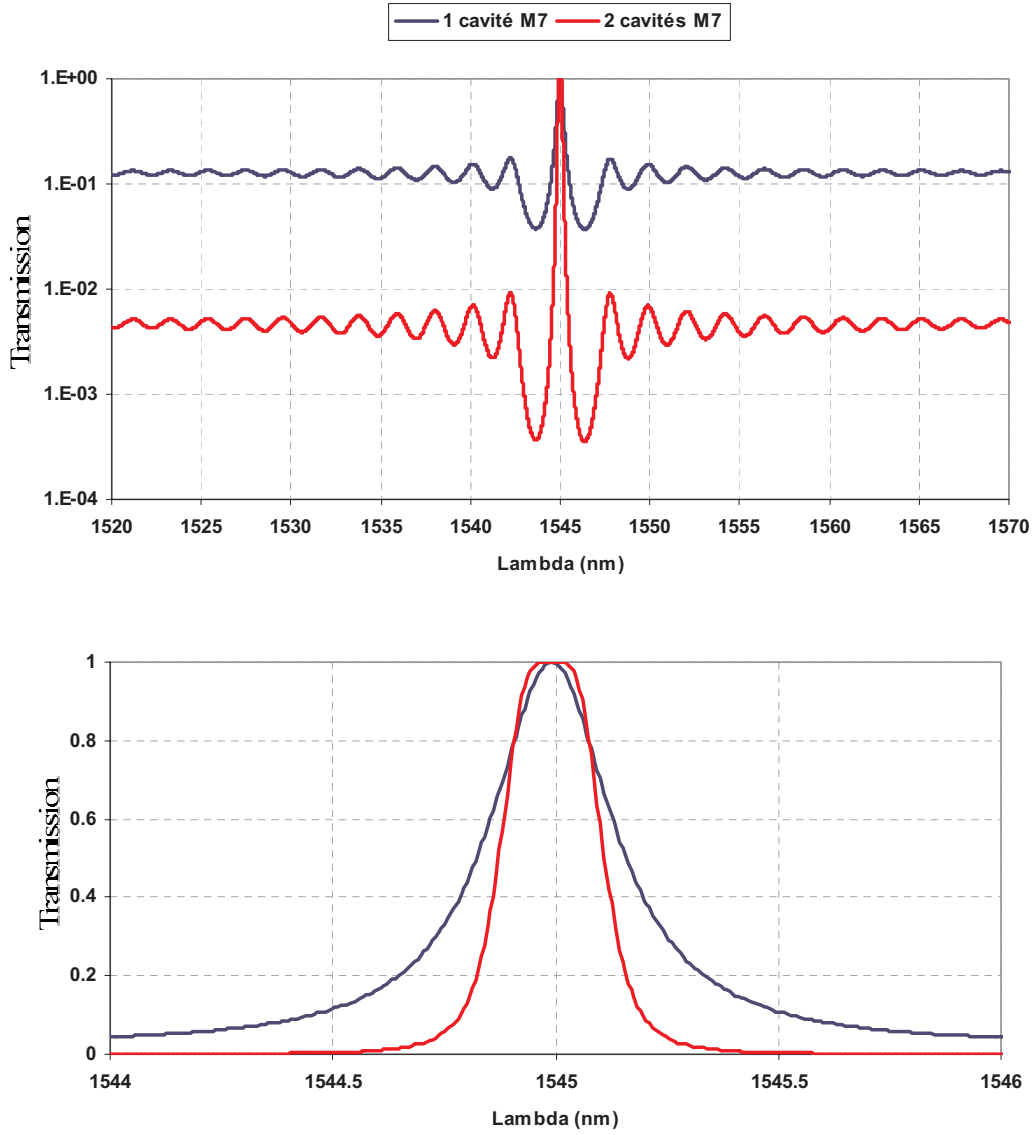 1 cavité M7 2 cavités M7
1.E+00
1.E-01
1.E-02
1.E-03
1.E-04
Transmission
1520 1525 1530 1535 1540 1545 1550 1555 1560 1565 1570
Lambda (nm)
1
0.8
0.6
0.4
0.2
0
Transmission
1544 1544.5 1545 1545.5 1546
Lambda (nm)